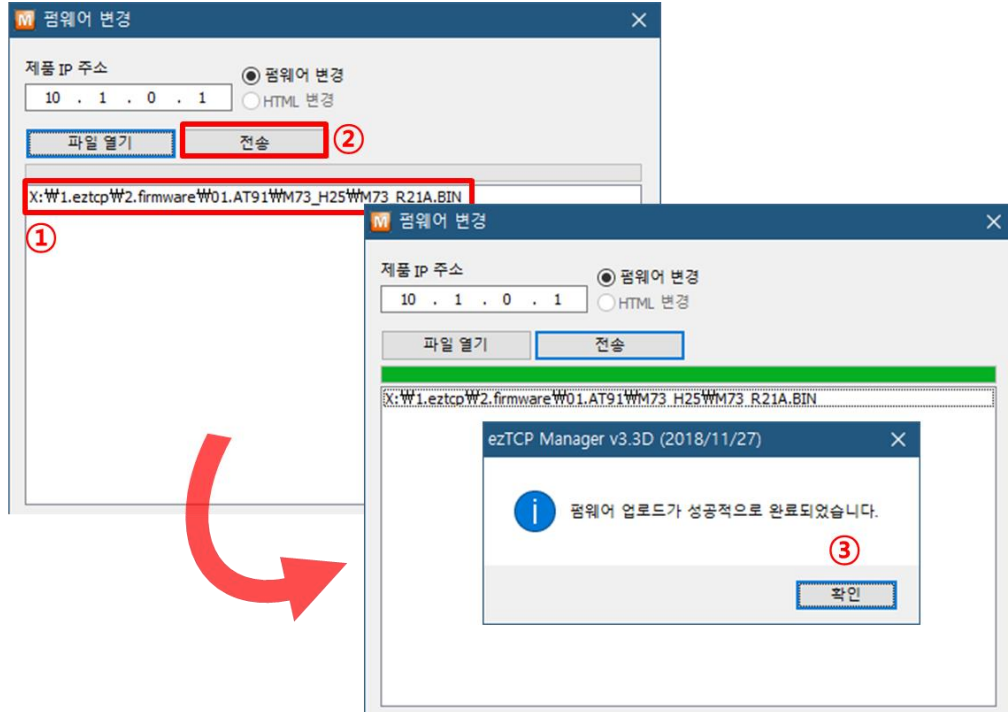 펌웨어 변경
제품 IP 주소
펌웨어 변경
10 . 1 . 0 . 1
HTML 변경
파일 열기
전송
②
X:₩1.eztcp₩2.firmware₩01.AT91₩M73_H25₩M73_R21A.BIN
①
펌웨어 변경
제품 IP 주소
펌웨어 변경
10 . 1 . 0 . 1
HTML 변경
파일 열기
전송
X:₩1.eztcp₩2.firmware₩01.AT91₩M73_H25₩M73_R21A.BIN
ezTCP Manager v3.3D (2018/11/27)
펌웨어 업로드가 성공적으로 완료되었습니다.
③
확인